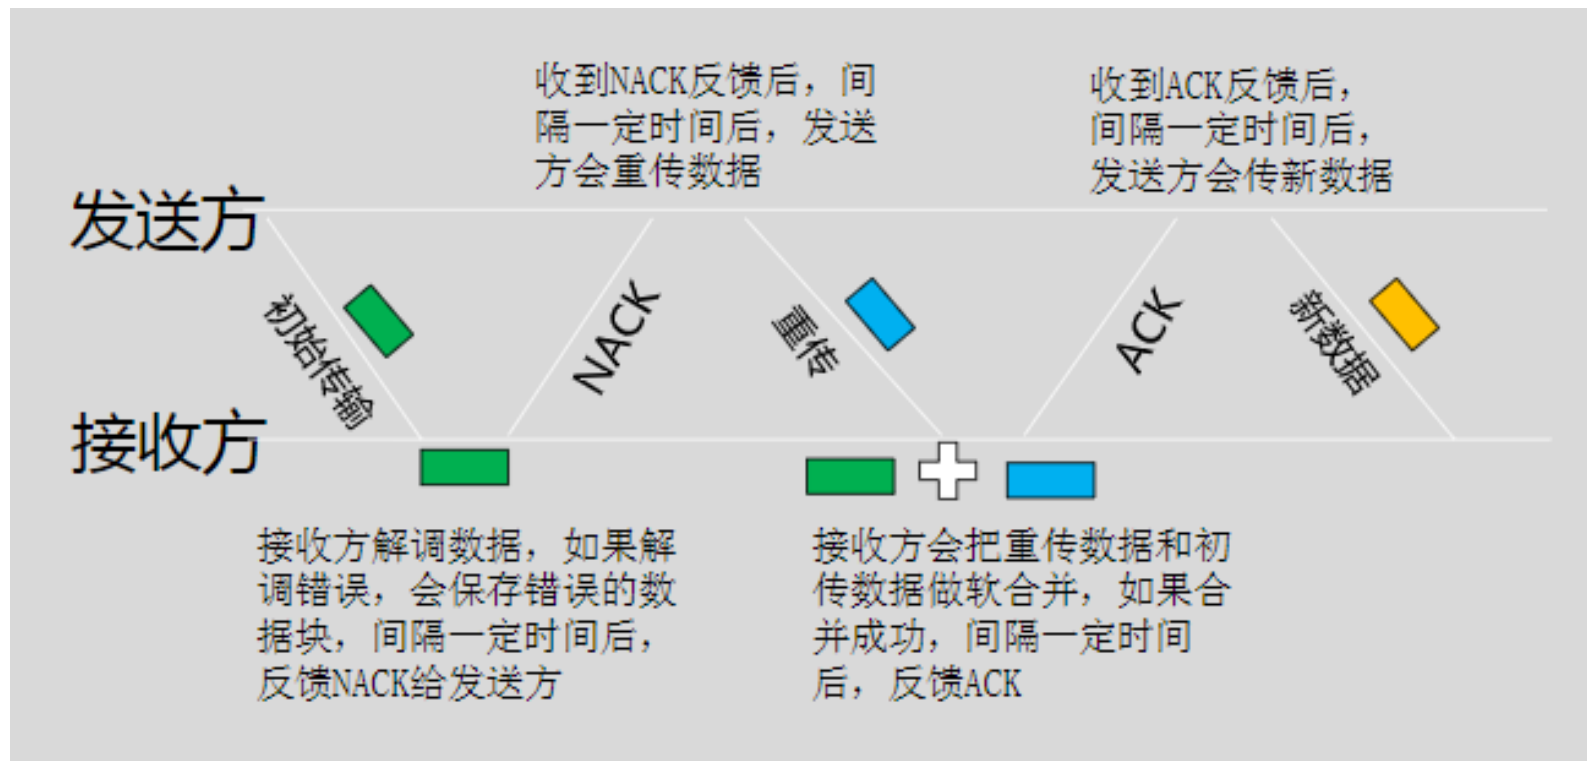 收到NACK反馈后，间
隔一定时间后，发送
方会重传数据
收到ACK反馈后，
间隔一定时间后，
发送方会传新数据
发送方
初始传输
NACK
重传
ACK
新数据
接收方
接收方解调数据，如果解
调错误，会保存错误的数
据块，间隔一定时间后，
反馈NACK给发送方
接收方会把重传数据和初
传数据做软合并，如果合
并成功，间隔一定时间
后，反馈ACK